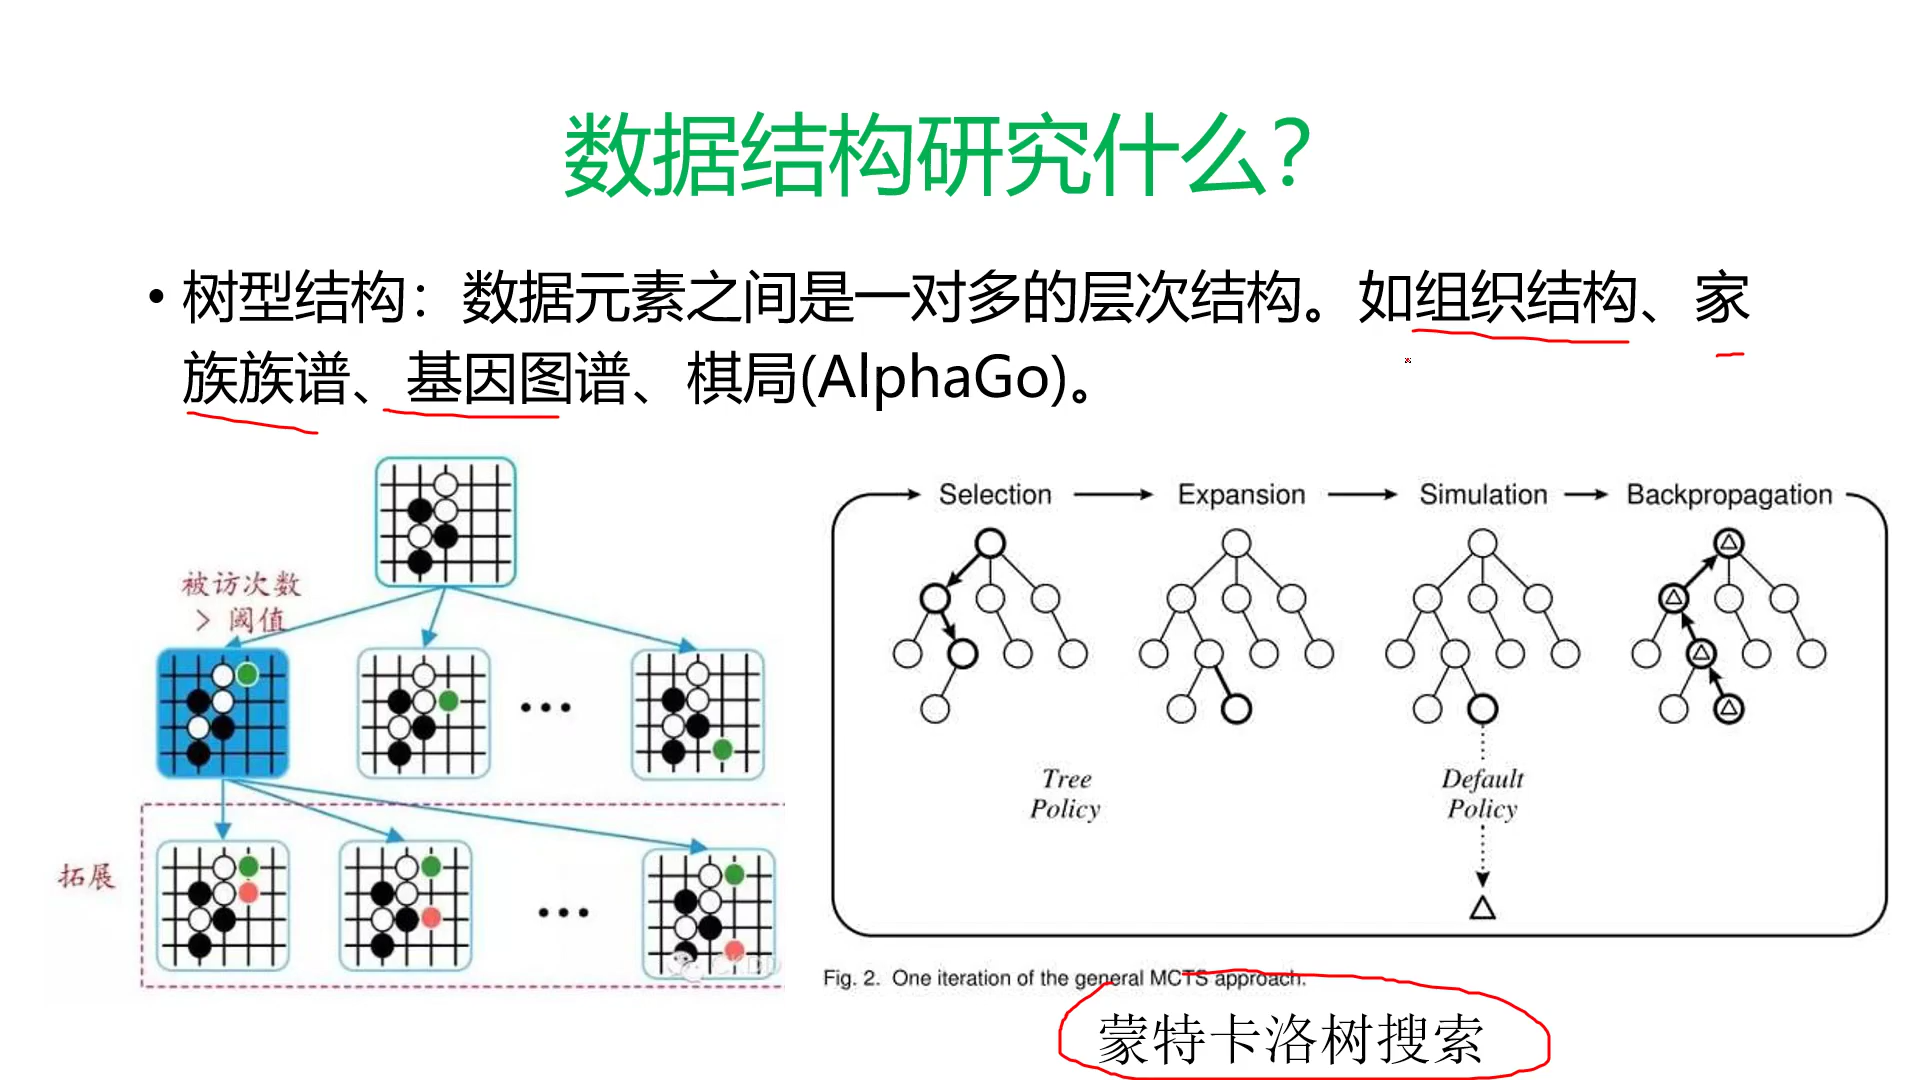 数据结构研究什么？
• 树型结构：数据元素之间是一对多的层次结构。如组织结构、家
族族谱、基因图谱、棋局(AlphaGo)。
被访次数
> 阈值
拓展
Selection Expansion Simulation Backpropagation
Tree
Policy
Default
Policy
Fig. 2. One iteration of the general MCTS approach.
蒙特卡洛树搜索